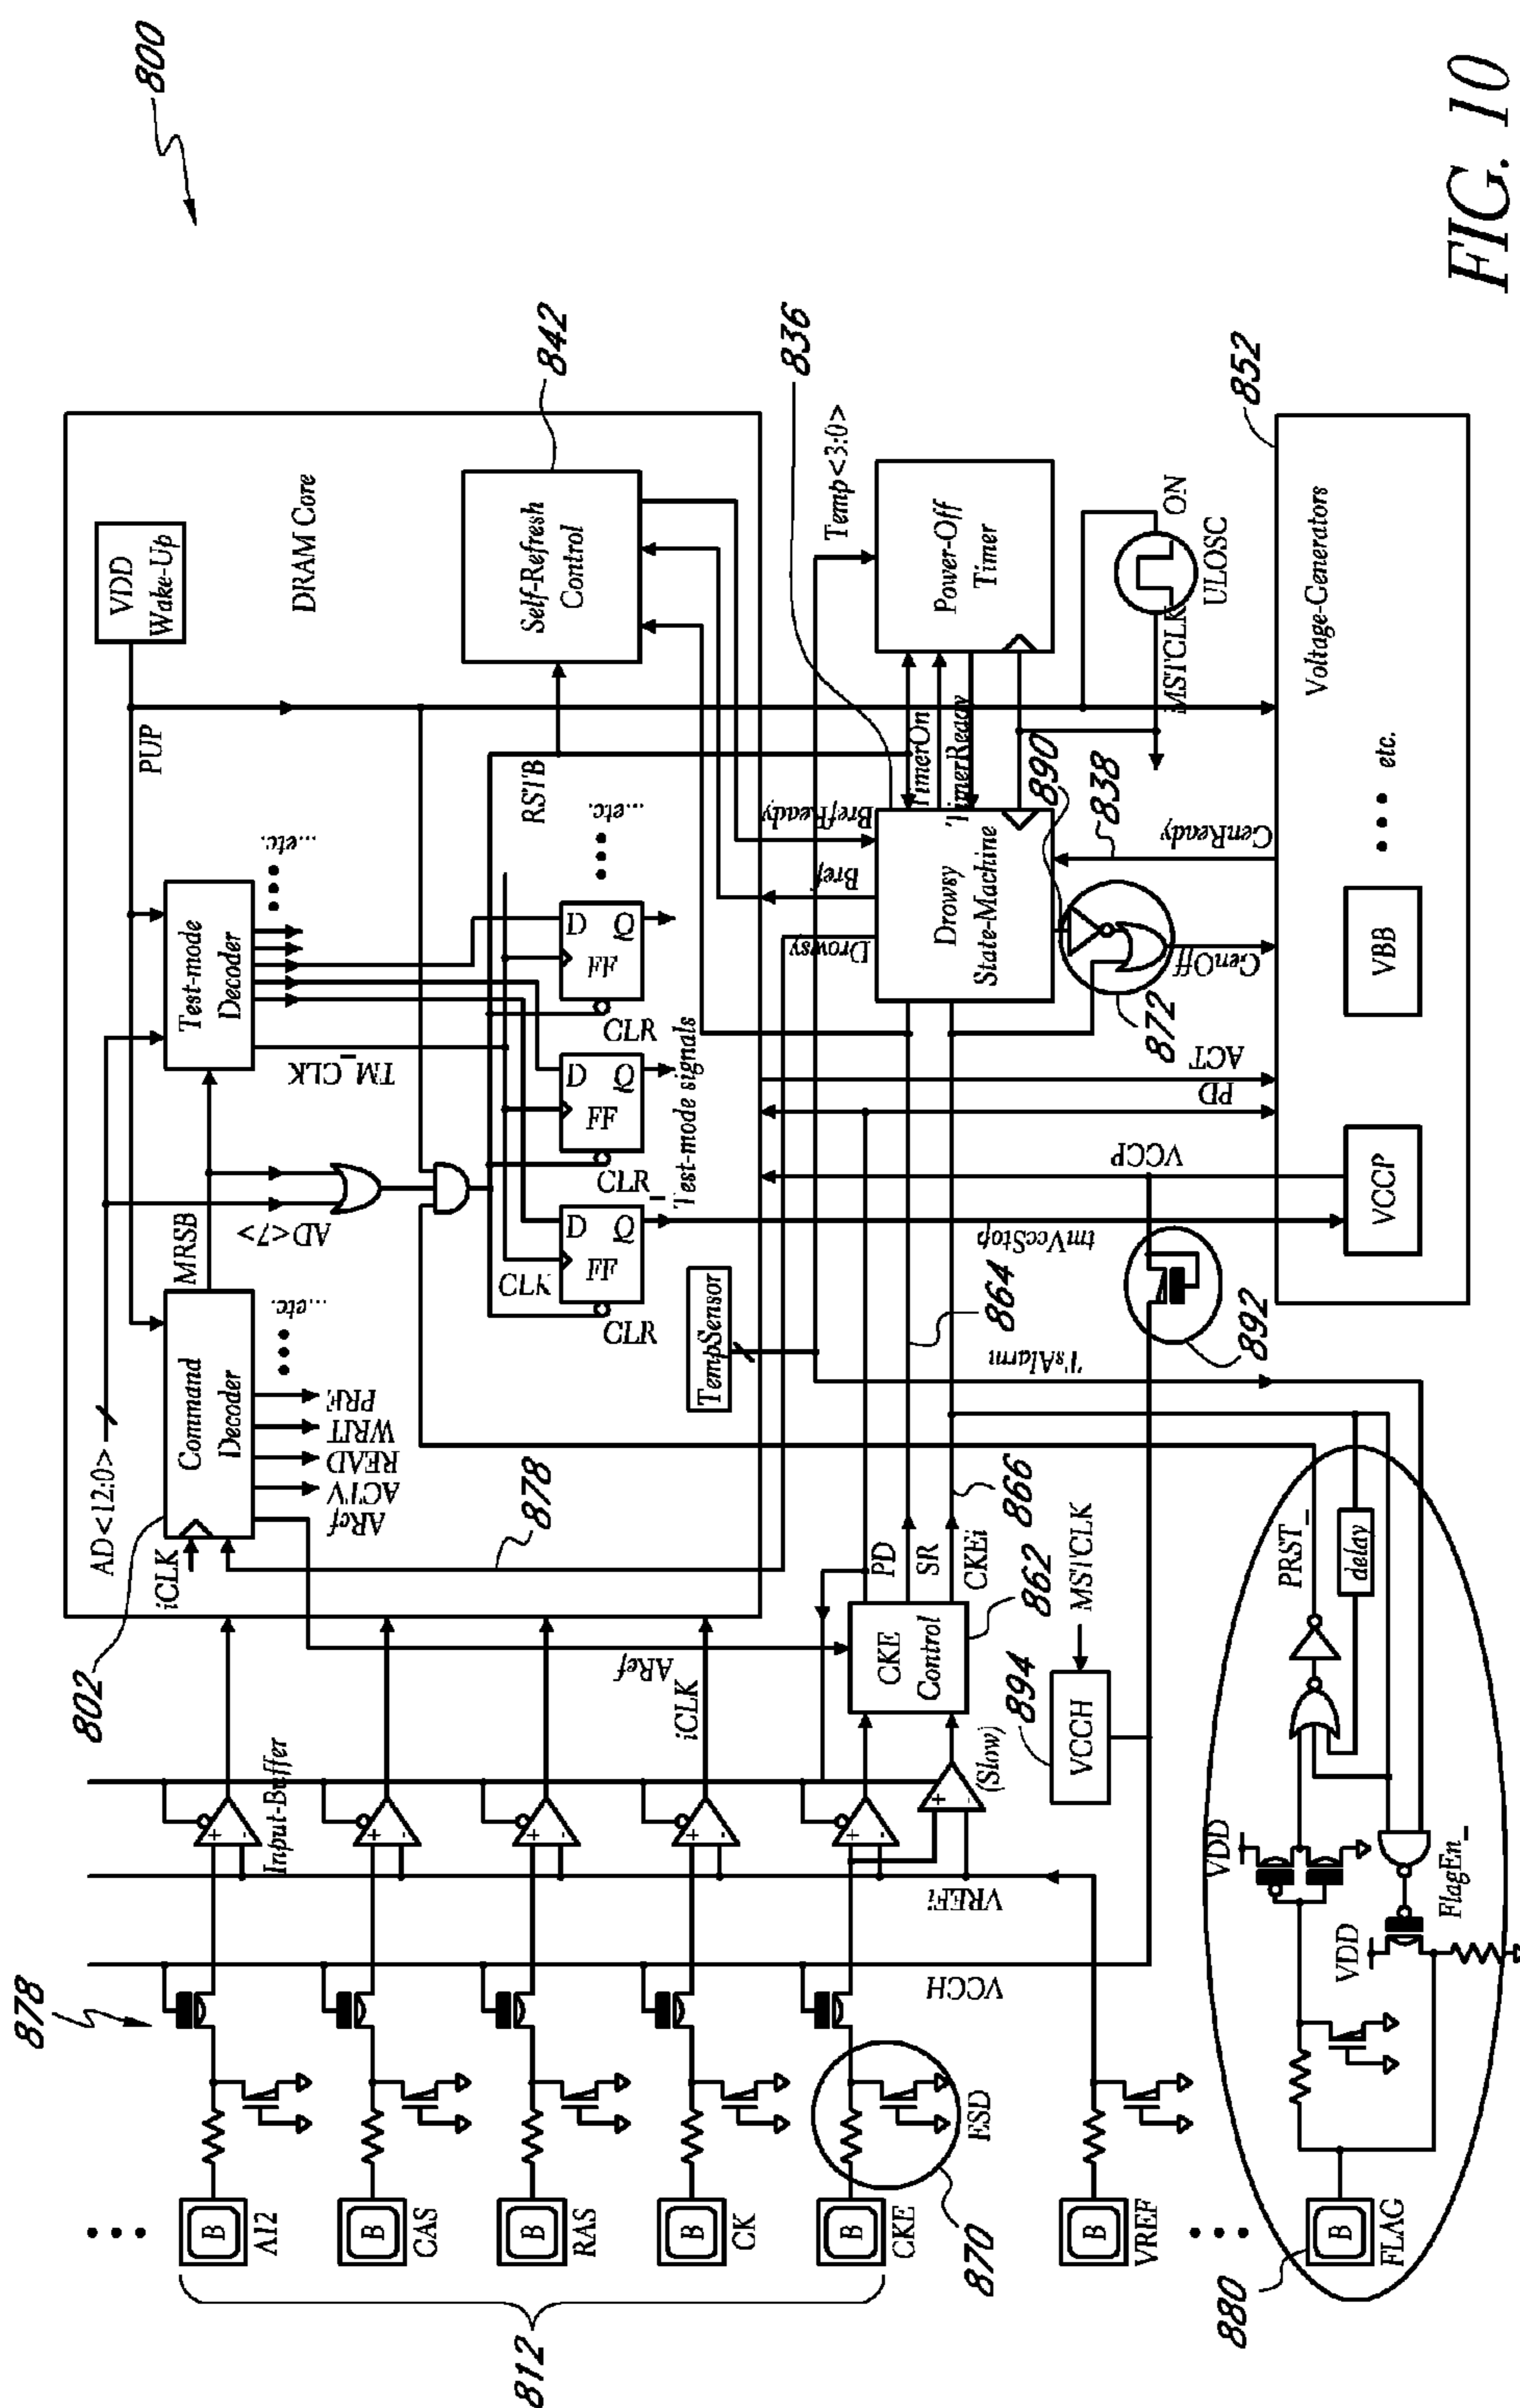 800
FIG. 10
VDD
Wake-Up
DRAM Core
842
Self-Refresh
Control
836
Temp<3:0>
Power-Off
Timer
ON
ULOSC
MSTCLK
852
Voltage-Generators
etc.
VBB
VCCP
PUP
...etc.
Test-mode
Decoder
TM_CLK
RSTB
...etc.
D
Q
FF
CLR
D
Q
FF
CLR_
D
Q
FF
CLK
CLR
Test-mode signals
TimerOn
TimerReady
890
838
GenReady
BrefReady
Bref
Drowsy
Drowsy
State-Machine
GenOff
872
ACT
PD
VCCP
tmVccStop
892
864
TsAlarm
TempSensor
MRSB
AD<7>
...etc.
Command
Decoder
PRE
WRIT
READ
ACTV
ARef
AD<12:0>
iCLK
802
878
866
PD
SR
CKEi
862
CKE
Control
MSTCLK
894
VCCH
PRST_
delay
ARef
iCLK
(Slow)
Input-Buffer
+
-
+
-
+
-
+
-
+
-
+
-
VREFi
VCCH
VDD
VDD
FlagEn_
878
ESD
870
B
A12
B
CAS
B
RAS
B
CK
B
CKE
B
VREF
B
FLAG
812
880